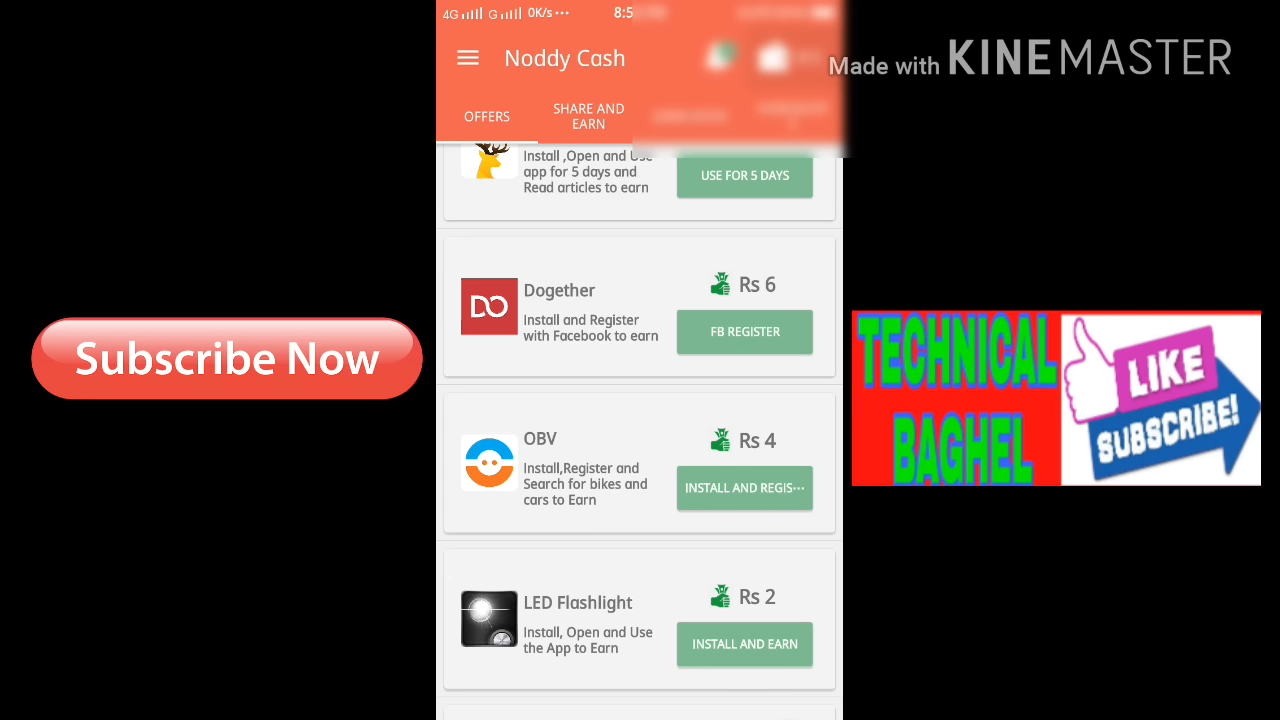 4G G 0K/s ··· 8:5
Noddy Cash
Made with KINEMASTER
OFFERS
SHARE AND
EARN
Install ,Open and Use
app for 5 days and
Read articles to earn
USE FOR 5 DAYS
DO
Dogether
Install and Register
with Facebook to earn
Rs 6
FB REGISTER
OBV
Install,Register and
Search for bikes and
cars to Earn
Rs 4
INSTALL AND REGIS···
LED Flashlight
Install, Open and Use
the App to Earn
Rs 2
INSTALL AND EARN
Subscribe Now
TECHNICAL
BAGHEL
LIKE
SUBSCRIBE!